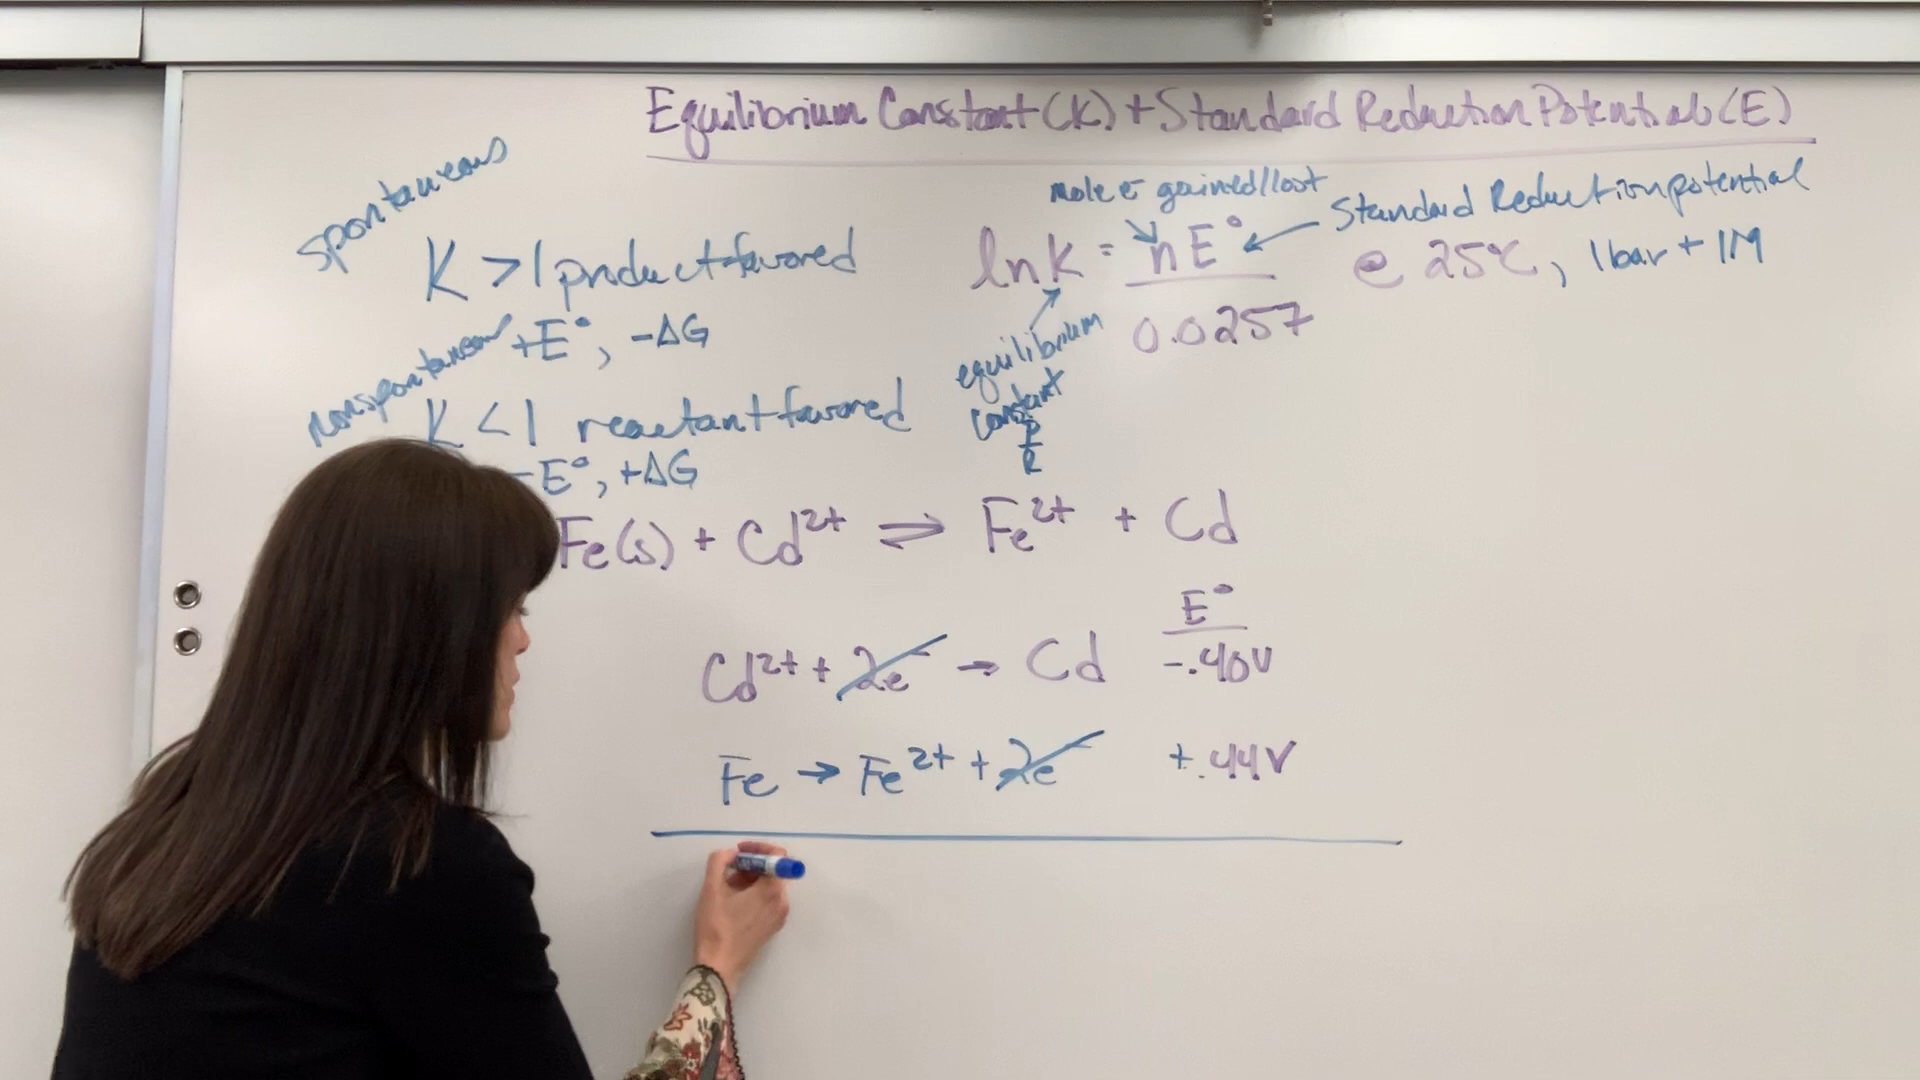 Equilibrium Constant (K) + Standard Reduction Potentials (E)
spontaneous
K > 1 product favored
+E°, -ΔG
nonspontaneous
K < 1 reactant favored
-E°, +ΔG
mole e⁻ gained/lost
Standard Reduction potential
ln K = nE°
0.0257
@ 25°C, 1 bar + 1M
equilibrium
constant
P
R
Fe(s) + Cd²⁺ ⇌ Fe²⁺ + Cd
E°
Cd²⁺ + 2e⁻ → Cd -.40V
Fe → Fe²⁺ + 2e⁻ +.44V